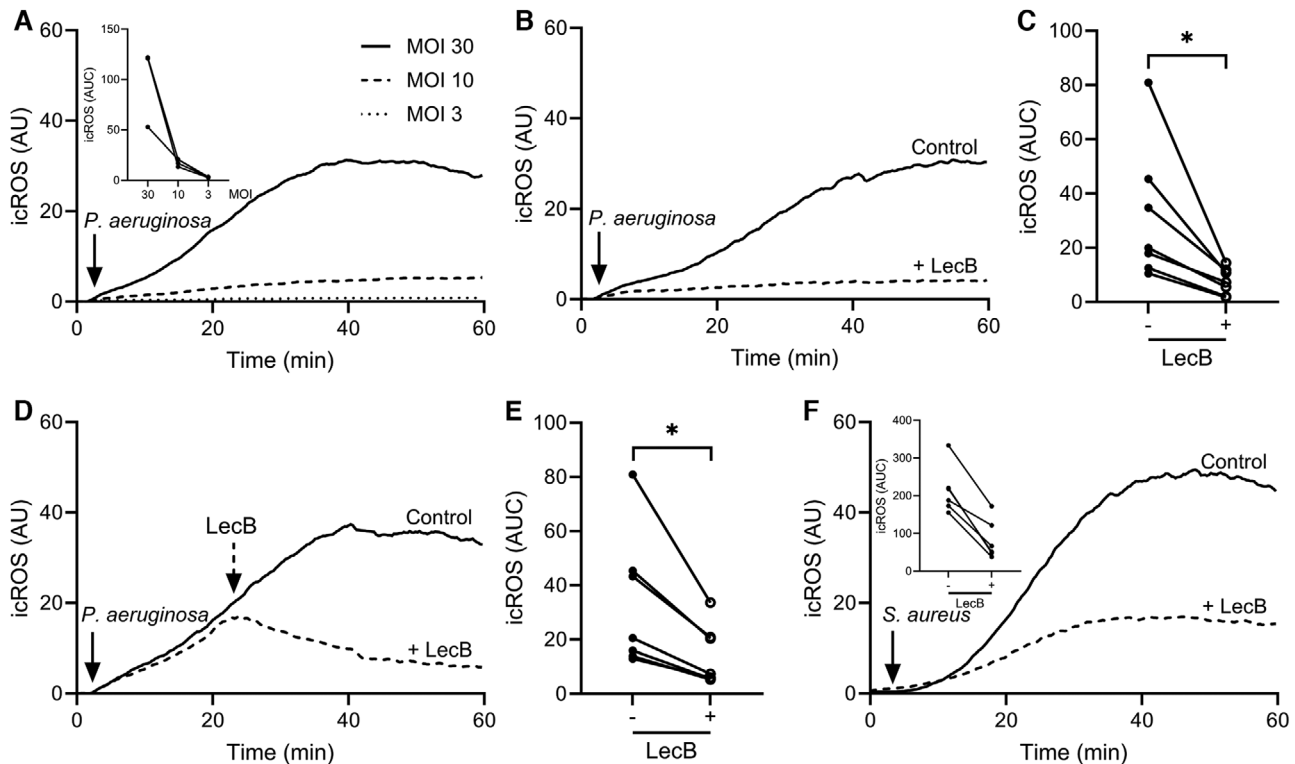 A
60
40
20
0
icROS (AU)
0
20
40
60
Time (min)
P. aeruginosa
150
100
50
0
icROS (AUC)
30
10
3
MOI
MOI 30
MOI 10
MOI 3
B
60
40
20
0
icROS (AU)
0
20
40
60
Time (min)
P. aeruginosa
Control
+ LecB
C
100
80
60
40
20
0
icROS (AUC)
*
-
+
LecB
D
60
40
20
0
icROS (AU)
0
20
40
60
Time (min)
P. aeruginosa
LecB
Control
+ LecB
E
100
80
60
40
20
0
icROS (AUC)
*
-
+
LecB
F
60
40
20
0
icROS (AU)
0
20
40
60
Time (min)
S. aureus
400
300
200
100
0
icROS (AUC)
-
+
LecB
Control
+ LecB